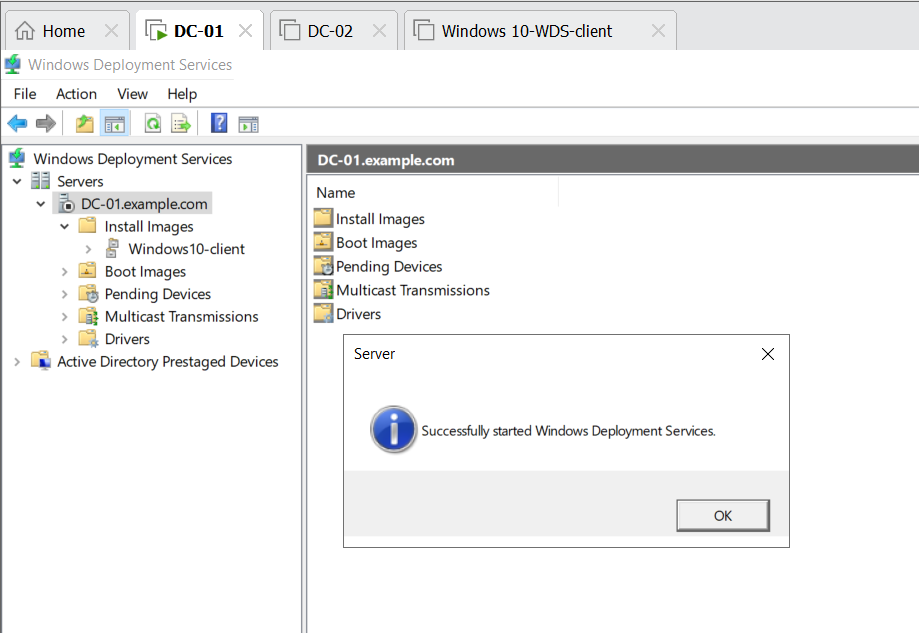 Home
DC-01
DC-02
Windows 10-WDS-client
Windows Deployment Services
File Action View Help
Windows Deployment Services
Servers
DC-01.example.com
Install Images
Windows10-client
Boot Images
Pending Devices
Multicast Transmissions
Drivers
Active Directory Prestaged Devices
DC-01.example.com
Name
Install Images
Boot Images
Pending Devices
Multicast Transmissions
Drivers
Server
Successfully started Windows Deployment Services.
OK